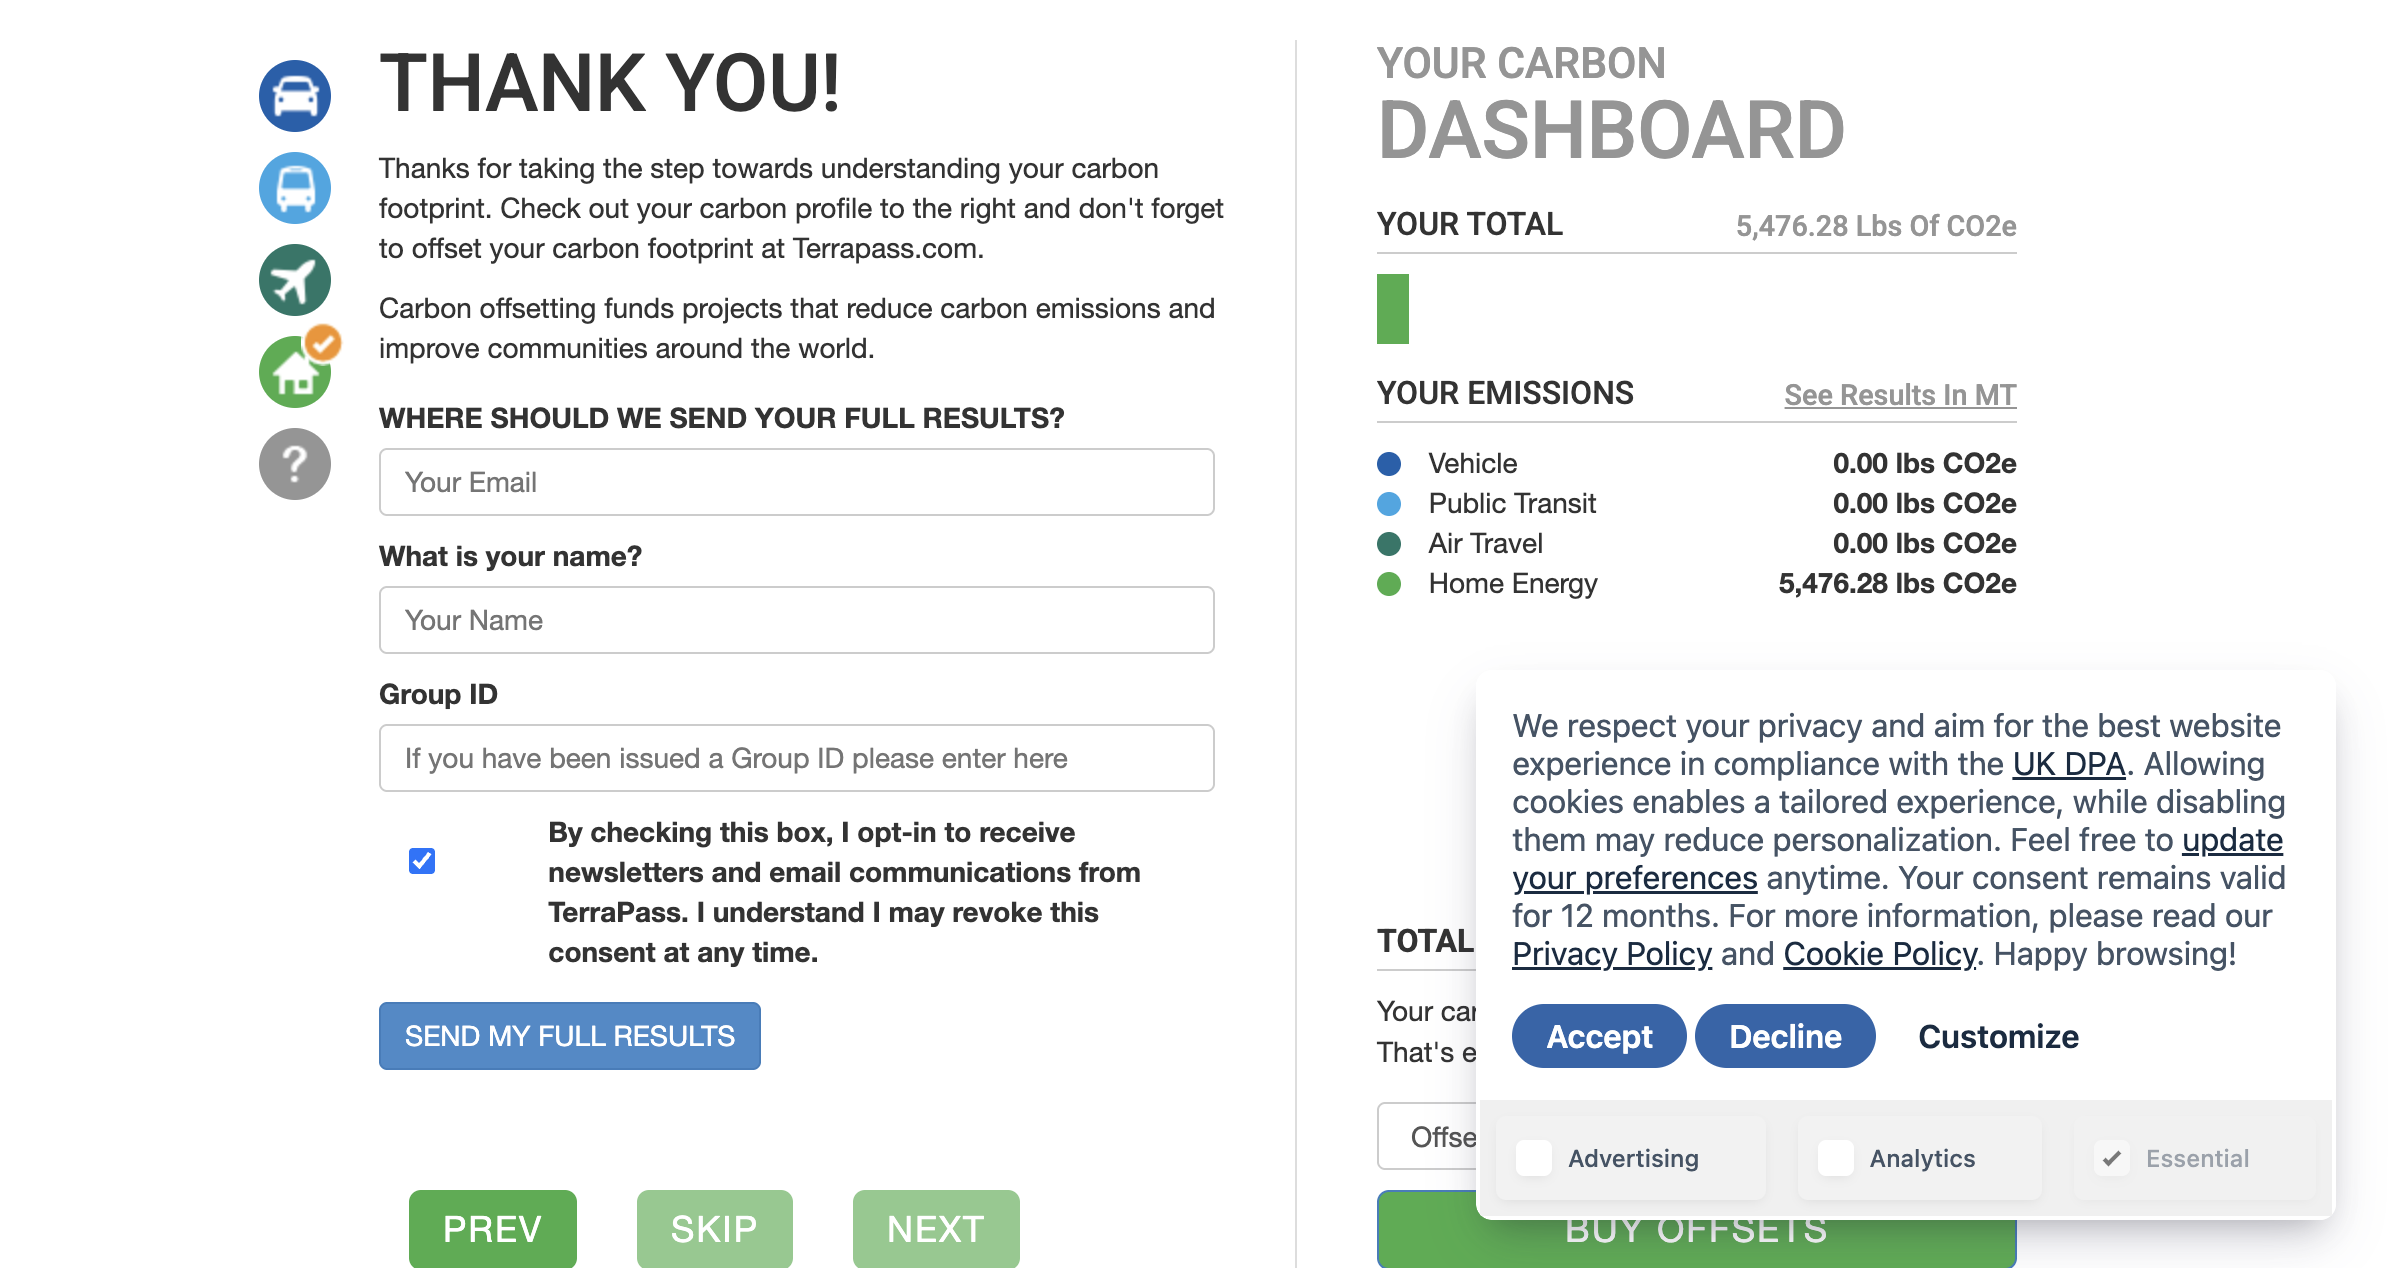 THANK YOU!
Thanks for taking the step towards understanding your carbon
footprint. Check out your carbon profile to the right and don't forget
to offset your carbon footprint at Terrapass.com.
Carbon offsetting funds projects that reduce carbon emissions and
improve communities around the world.
WHERE SHOULD WE SEND YOUR FULL RESULTS?
Your Email
What is your name?
Your Name
Group ID
If you have been issued a Group ID please enter here
By checking this box, I opt-in to receive
newsletters and email communications from
TerraPass. I understand I may revoke this
consent at any time.
SEND MY FULL RESULTS
PREV SKIP NEXT
YOUR CARBON
DASHBOARD
YOUR TOTAL 5,476.28 Lbs Of CO2e
YOUR EMISSIONS See Results In MT
Vehicle 0.00 lbs CO2e
Public Transit 0.00 lbs CO2e
Air Travel 0.00 lbs CO2e
Home Energy 5,476.28 lbs CO2e
TOTAL
Your
That's
BUY OFFSETS
We respect your privacy and aim for the best website
experience in compliance with the UK DPA. Allowing
cookies enables a tailored experience, while disabling
them may reduce personalization. Feel free to update
your preferences anytime. Your consent remains valid
for 12 months. For more information, please read our
Privacy Policy and Cookie Policy. Happy browsing!
Accept Decline Customize
Advertising Analytics Essential